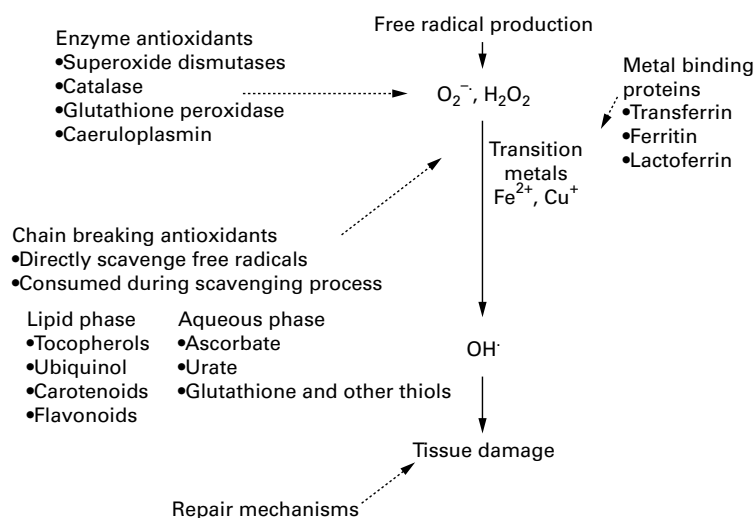 Free radical production
Enzyme antioxidants
•Superoxide dismutases
•Catalase
•Glutathione peroxidase
•Caeruloplasmin
O₂⁻·, H₂O₂
Metal binding
proteins
•Transferrin
•Ferritin
•Lactoferrin
Transition
metals
Fe²⁺, Cu⁺
Chain breaking antioxidants
•Directly scavenge free radicals
•Consumed during scavenging process
Lipid phase
•Tocopherols
•Ubiquinol
•Carotenoids
•Flavonoids
Aqueous phase
•Ascorbate
•Urate
•Glutathione and other thiols
OH·
Tissue damage
Repair mechanisms